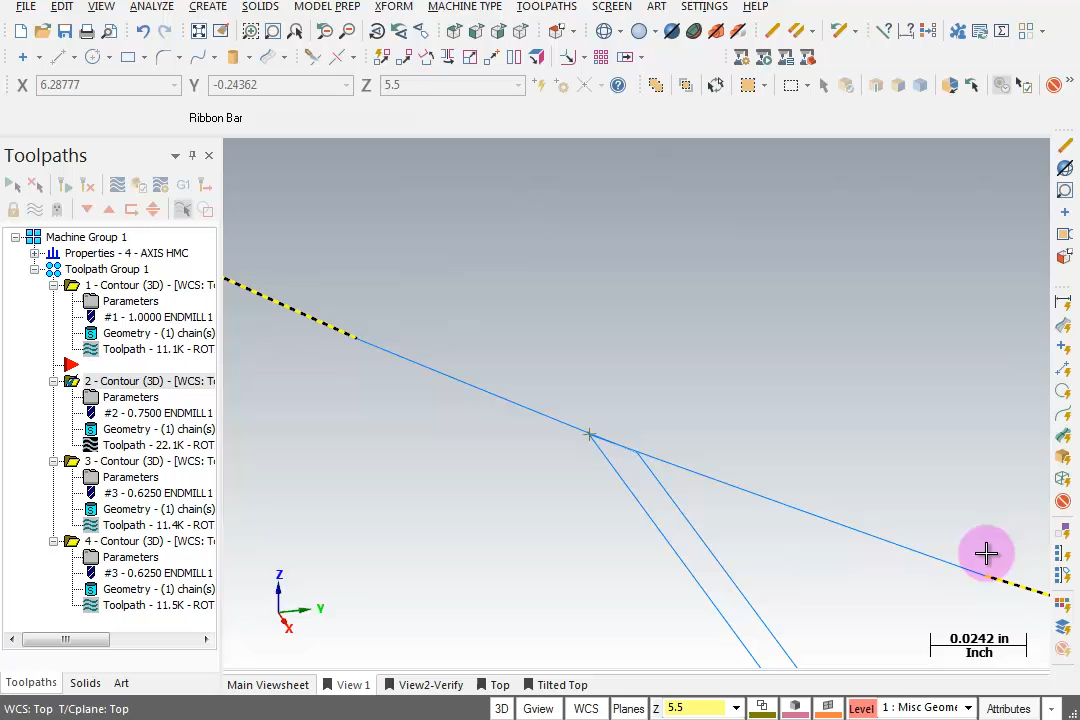 FILE EDIT VIEW ANALYZE CREATE SOLIDS MODEL PREP XFORM MACHINE TYPE TOOLPATHS SCREEN ART SETTINGS HELP
X 6.28777 Y -0.24362 Z 5.5
Ribbon Bar
Toolpaths
G1
Machine Group 1
Properties - 4 - AXIS HMC
Toolpath Group 1
1 - Contour (3D) - [WCS: To
Parameters
#1 - 1.0000 ENDMILL1
Geometry - (1) chain(s)
Toolpath - 11.1K - ROT
2 - Contour (3D) - [WCS: To
Parameters
#2 - 0.7500 ENDMILL1
Geometry - (1) chain(s)
Toolpath - 22.1K - ROT
3 - Contour (3D) - [WCS: To
Parameters
#3 - 0.6250 ENDMILL1
Geometry - (1) chain(s)
Toolpath - 11.4K - ROT
4 - Contour (3D) - [WCS: To
Parameters
#3 - 0.6250 ENDMILL1
Geometry - (1) chain(s)
Toolpath - 11.5K - ROT
Z
Y
X
0.0242 in
Inch
Toolpaths Solids Art
Main Viewsheet View 1 View2-Verify Top Tilted Top
WCS: Top T/Cplane: Top 3D Gview WCS Planes Z 5.5 Level 1 : Misc Geome Attributes